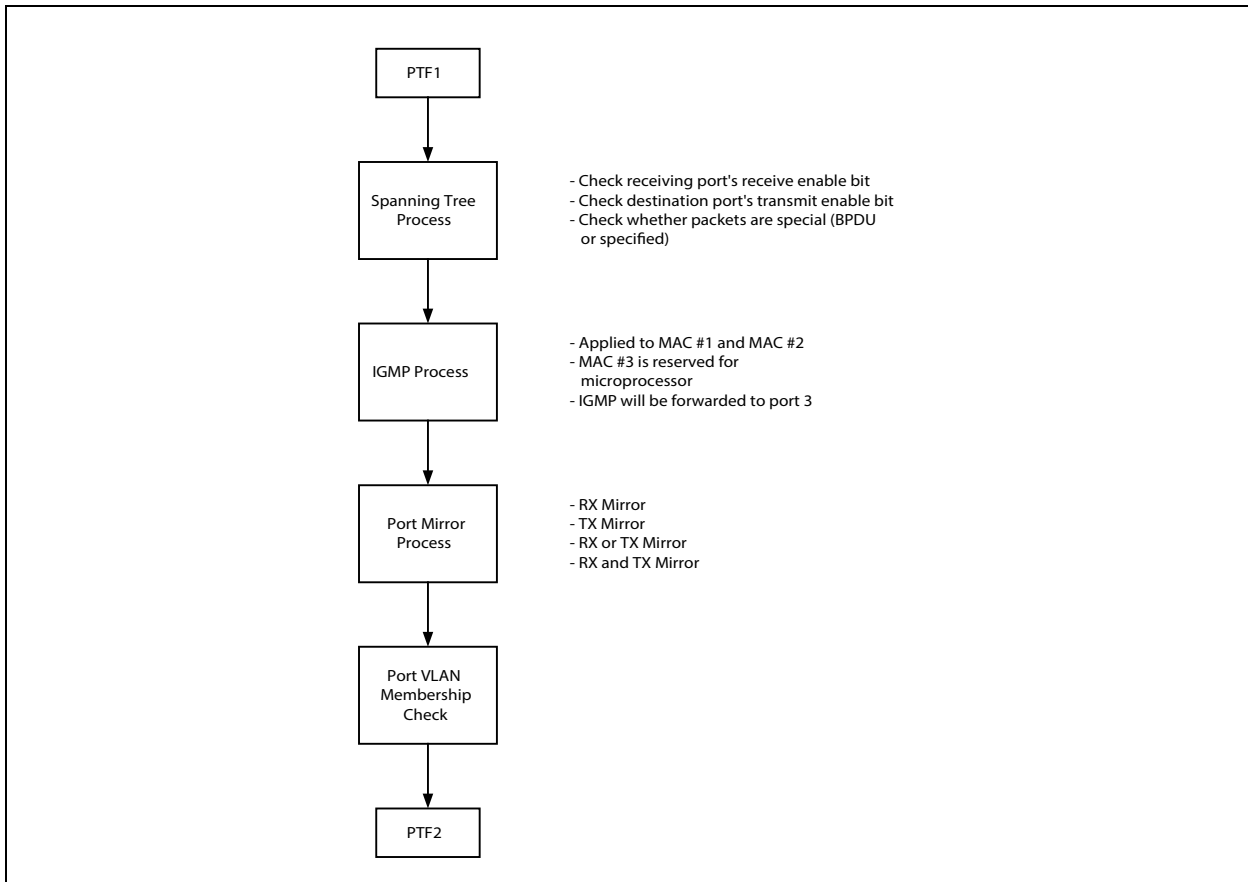 PTF1
Spanning Tree
Process
- Check receiving port's receive enable bit
- Check destination port's transmit enable bit
- Check whether packets are special (BPDU
or specified)
IGMP Process
- Applied to MAC #1 and MAC #2
- MAC #3 is reserved for
microprocessor
- IGMP will be forwarded to port 3
Port Mirror
Process
- RX Mirror
- TX Mirror
- RX or TX Mirror
- RX and TX Mirror
Port VLAN
Membership
Check
PTF2